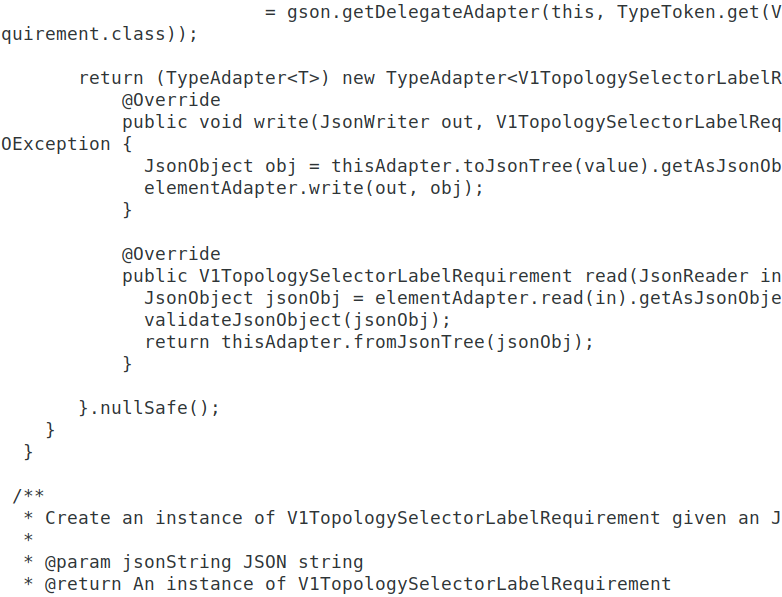 = gson.getDelegateAdapter(this, TypeToken.get(V
quirement.class));
return (TypeAdapter<T>) new TypeAdapter<V1TopologySelectorLabelR
@Override
public void write(JsonWriter out, V1TopologySelectorLabelReq
OException {
JsonObject obj = thisAdapter.toJsonTree(value).getAsJsonOb
elementAdapter.write(out, obj);
}
@Override
public V1TopologySelectorLabelRequirement read(JsonReader in
JsonObject jsonObj = elementAdapter.read(in).getAsJsonObje
validateJsonObject(jsonObj);
return thisAdapter.fromJsonTree(jsonObj);
}
}.nullSafe();
}
}
/**
* Create an instance of V1TopologySelectorLabelRequirement given an J
*
* @param jsonString JSON string
* @return An instance of V1TopologySelectorLabelRequirement